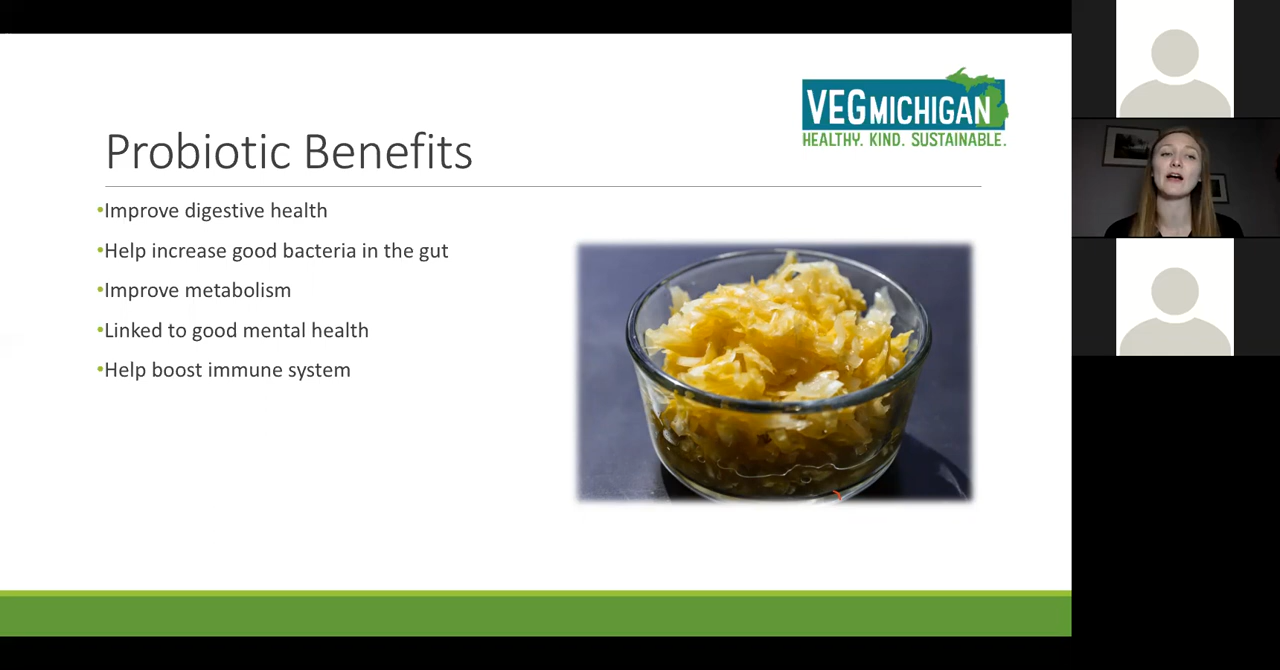 VEGMICHIGAN
HEALTHY. KIND. SUSTAINABLE.
Probiotic Benefits
•Improve digestive health
•Help increase good bacteria in the gut
•Improve metabolism
•Linked to good mental health
•Help boost immune system